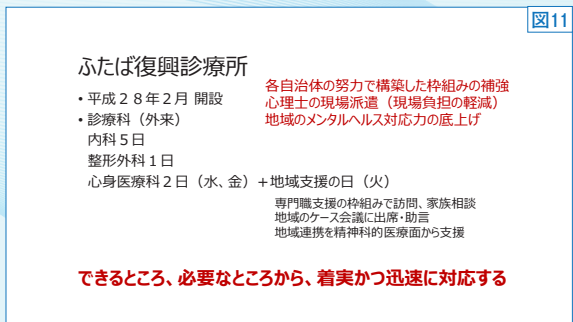 図11
ふたば復興診療所
各自治体の努力で構築した枠組みの補強
• 平成28年2月 開設
心理士の現場派遣（現場負担の軽減）
• 診療科（外来）
地域のメンタルヘルス対応力の底上げ
内科5日
整形外科1日
心身医療科2日（水、金）＋地域支援の日（火）
専門職支援の枠組みで訪問、家族相談
地域のケース会議に出席・助言
地域連携を精神科的医療面から支援
できるところ、必要なところから、着実かつ迅速に対応する